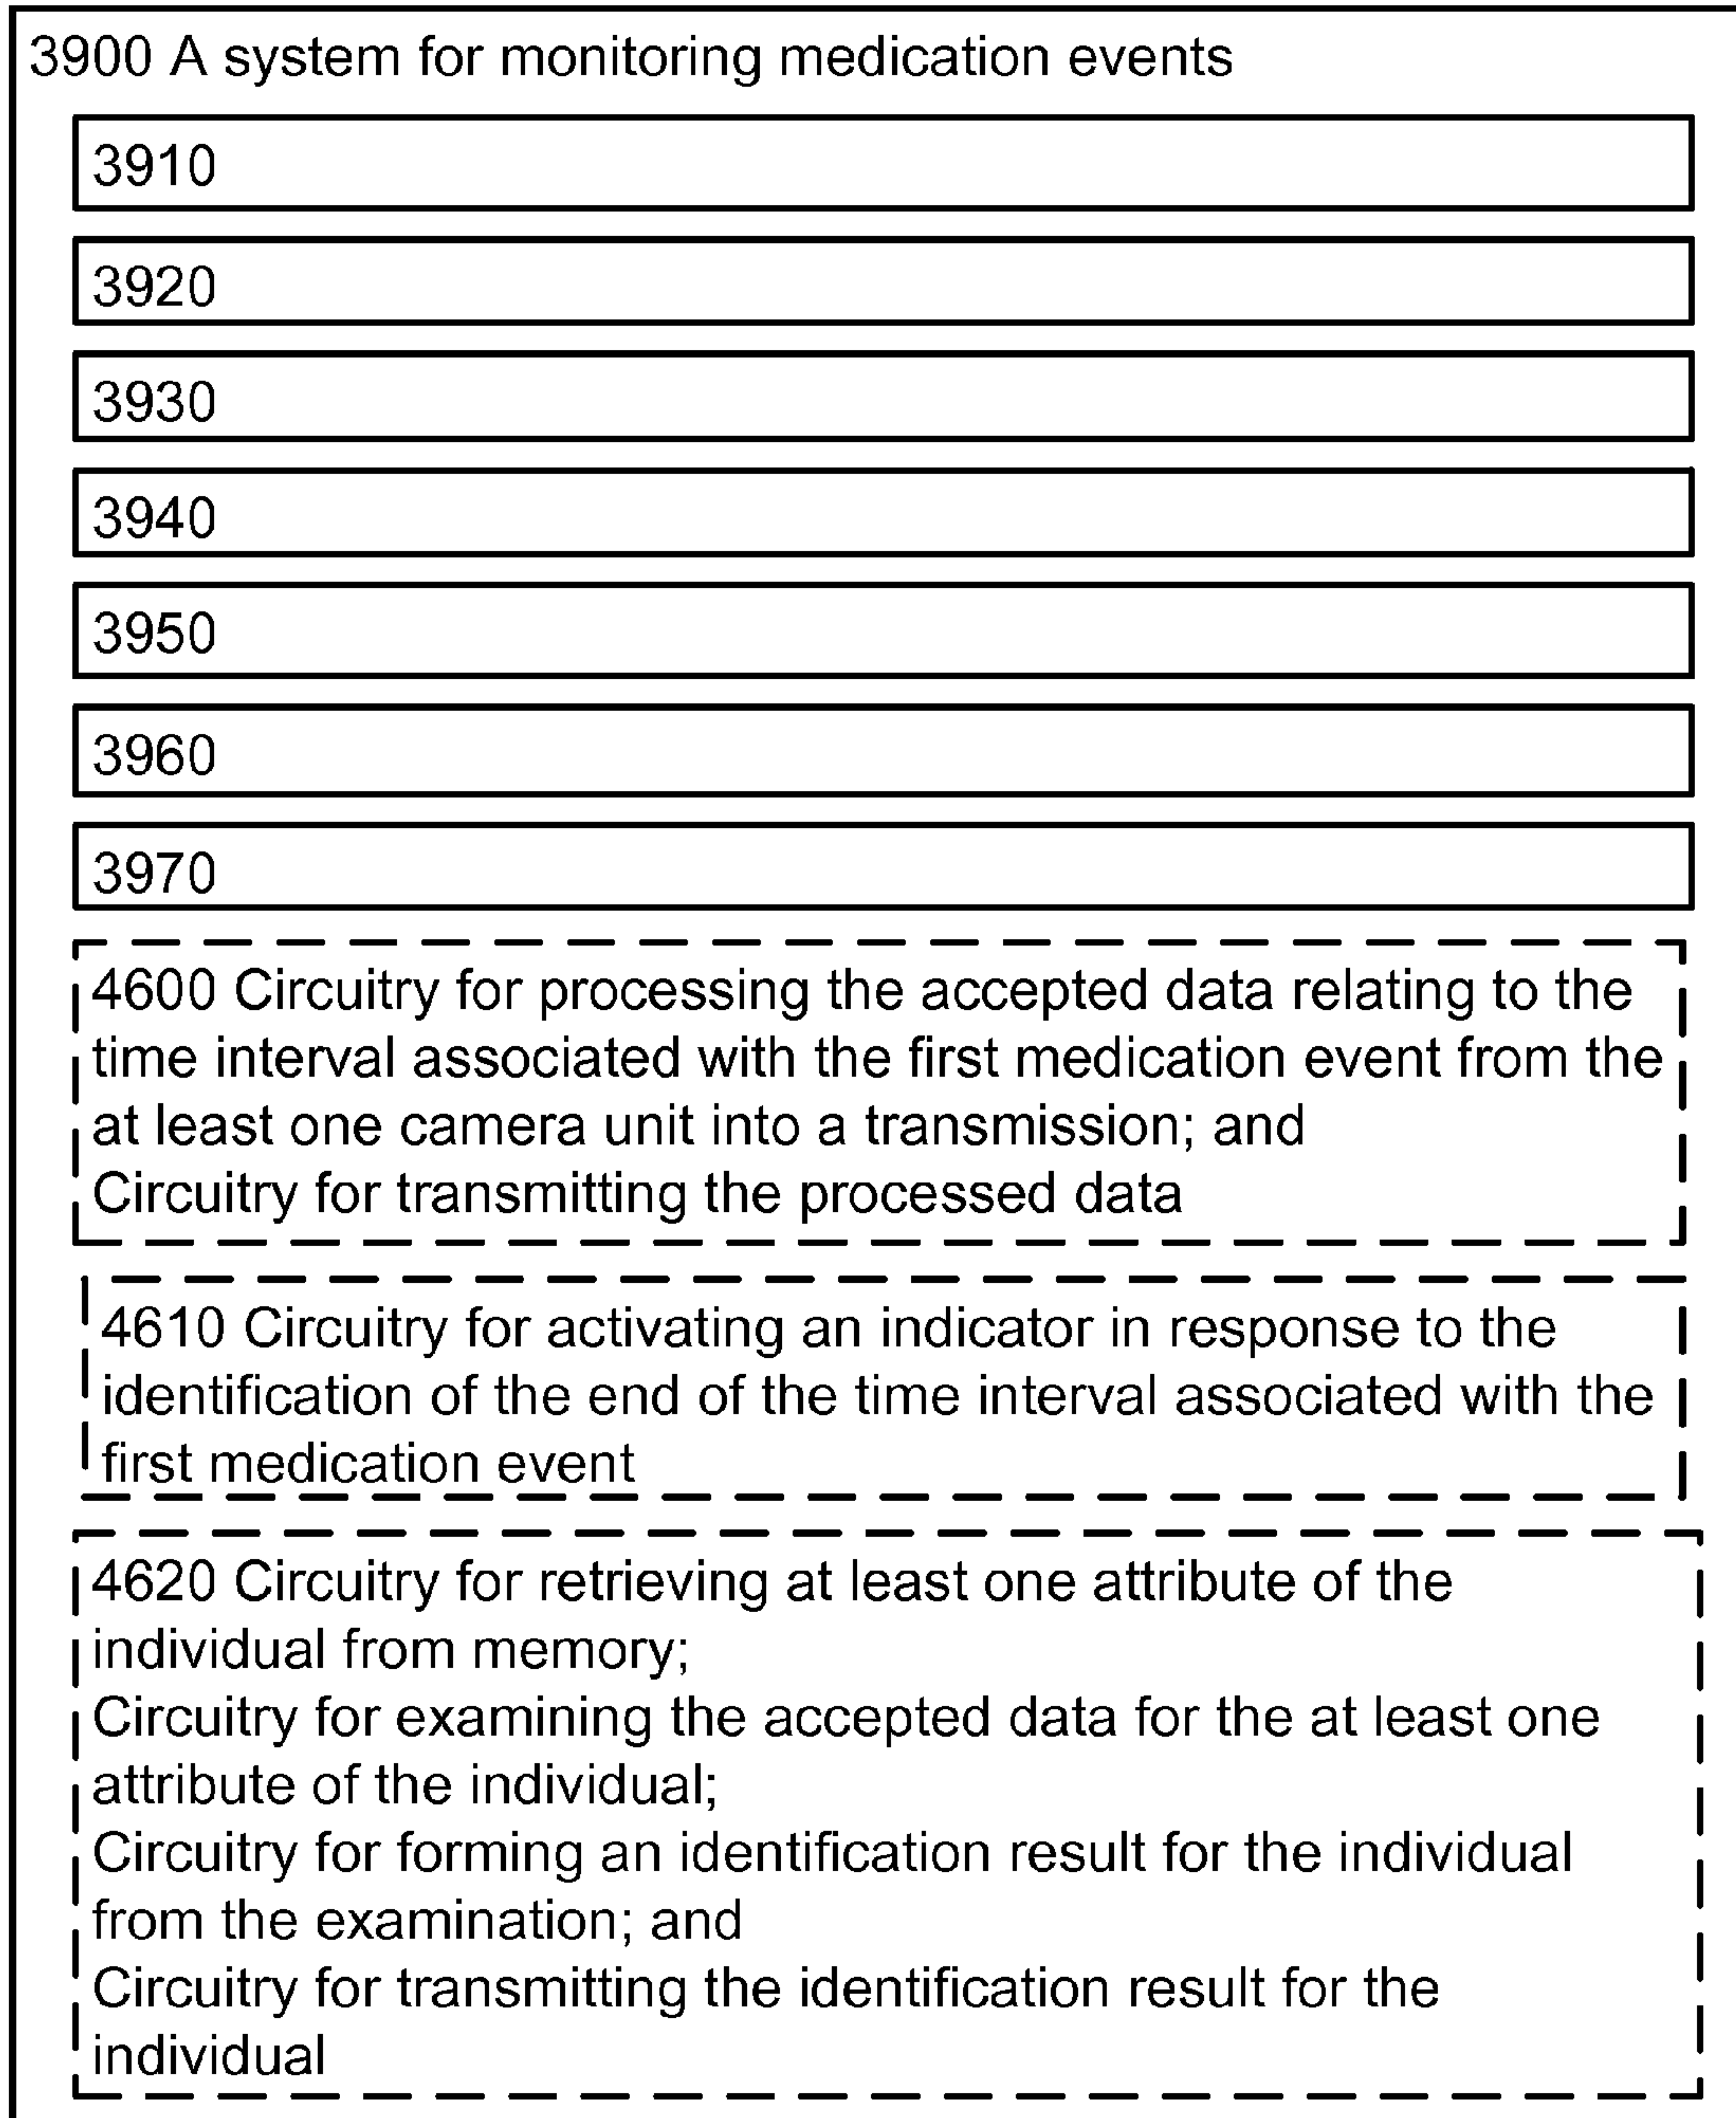 3900 A system for monitoring medication events
3910
3920
3930
3940
3950
3960
3970
4600 Circuitry for processing the accepted data relating to the
time interval associated with the first medication event from the
at least one camera unit into a transmission; and
Circuitry for transmitting the processed data
4610 Circuitry for activating an indicator in response to the
identification of the end of the time interval associated with the
first medication event
4620 Circuitry for retrieving at least one attribute of the
individual from memory;
Circuitry for examining the accepted data for the at least one
attribute of the individual;
Circuitry for forming an identification result for the individual
from the examination; and
Circuitry for transmitting the identification result for the
individual